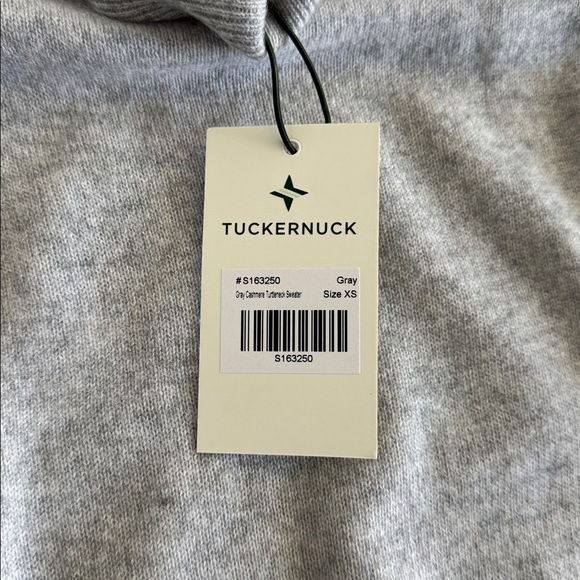 TUCKERNUCK
#S163250 Gray
Gray Cashmere Turtleneck Sweater Size XS
S163250